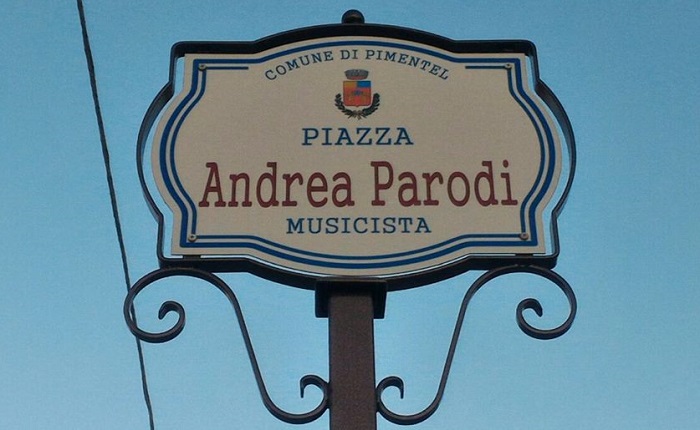 COMUNE DI PIMENTEL
PIAZZA
Andrea Parodi
MUSICISTA